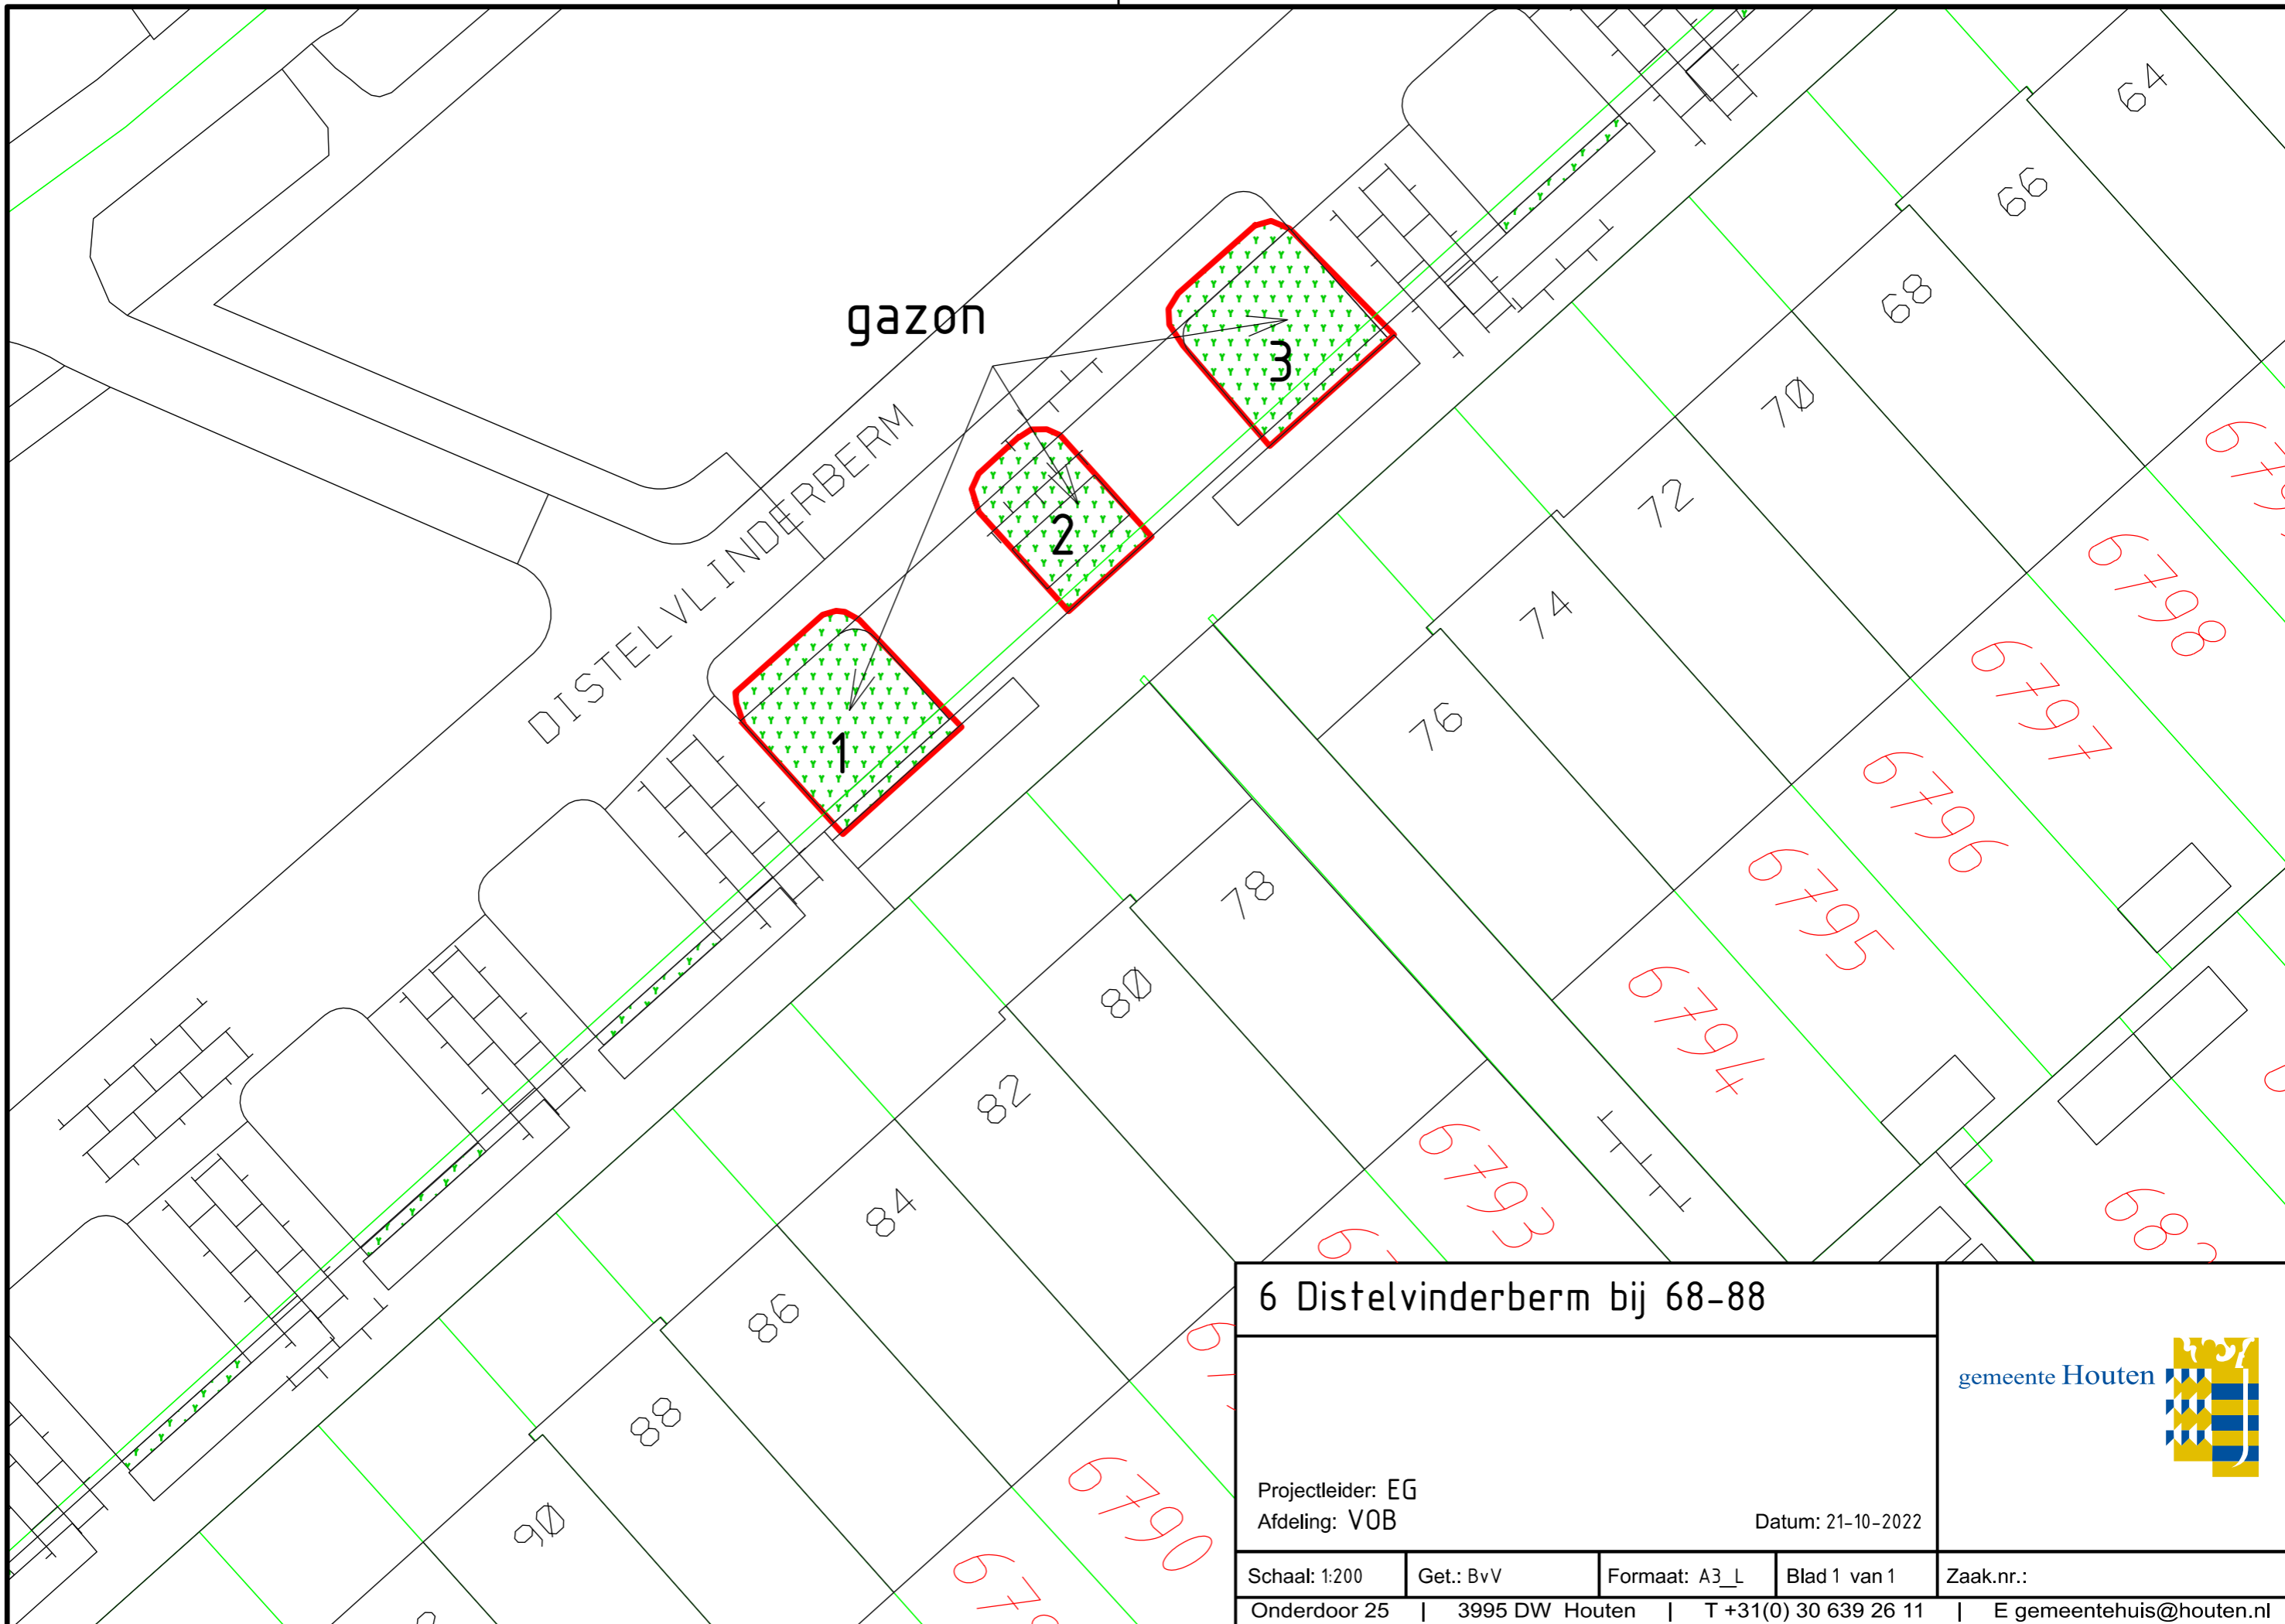 gazon
DISTELVLINDERBERM
1
2
3
64
66
68
70
72
74
76
78
80
82
84
86
88
90
6798
6797
6796
6795
6794
6793
6790
6 Distelvinderberm bij 68-88
gemeente Houten
Projectleider: EG
Afdeling: VOB
Datum: 21-10-2022
Schaal: 1:200 Get.: BvV Formaat: A3_L Blad 1 van 1 Zaak.nr.:
Onderdoor 25 | 3995 DW Houten | T +31(0) 30 639 26 11 | E gemeentehuis@houten.nl